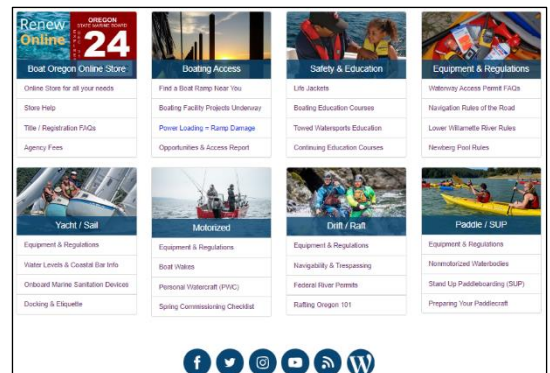 Renew
Online
OREGON
STATE MARINE BOARD
24
Boat Oregon Online Store
Online Store for all your needs
Store Help
Title / Registration FAQs
Agency Fees
Boating Access
Find a Boat Ramp Near You
Boating Facility Projects Underway
Power Loading = Ramp Damage
Opportunities & Access Report
Safety & Education
Life Jackets
Boating Education Courses
Towed Watersports Education
Continuing Education Courses
Equipment & Regulations
Waterway Access Permit FAQs
Navigation Rules of the Road
Lower Willamette River Rules
Newberg Pool Rules
Yacht / Sail
Equipment & Regulations
Water Levels & Coastal Bar Info
Onboard Marine Sanitation Devices
Docking & Etiquette
Motorized
Equipment & Regulations
Boat Wakes
Personal Watercraft (PWC)
Spring Commissioning Checklist
Drift / Raft
Equipment & Regulations
Navigability & Trespassing
Federal River Permits
Rafting Oregon 101
Paddle / SUP
Equipment & Regulations
Nonmotorized Waterbodies
Stand Up Paddleboarding (SUP)
Preparing Your Paddlecraft